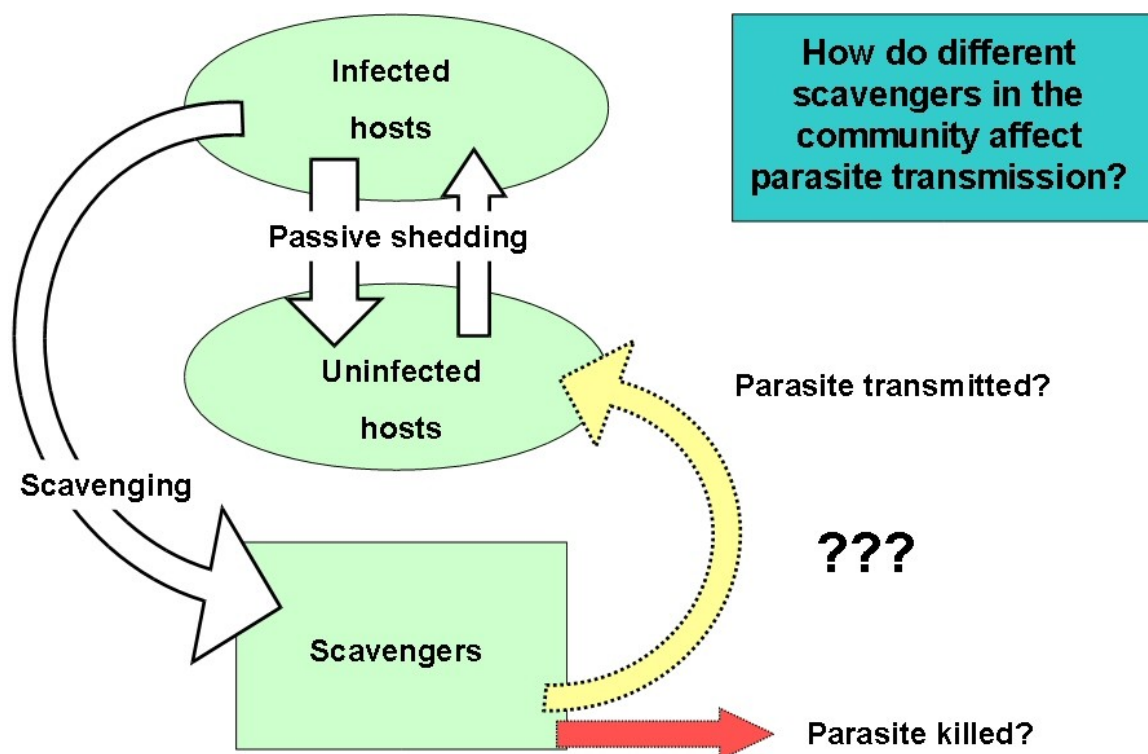 Infected
hosts
How do different
scavengers in the
community affect
parasite transmission?
Passive shedding
Uninfected
hosts
Parasite transmitted?
Scavenging
???
Scavengers
Parasite killed?